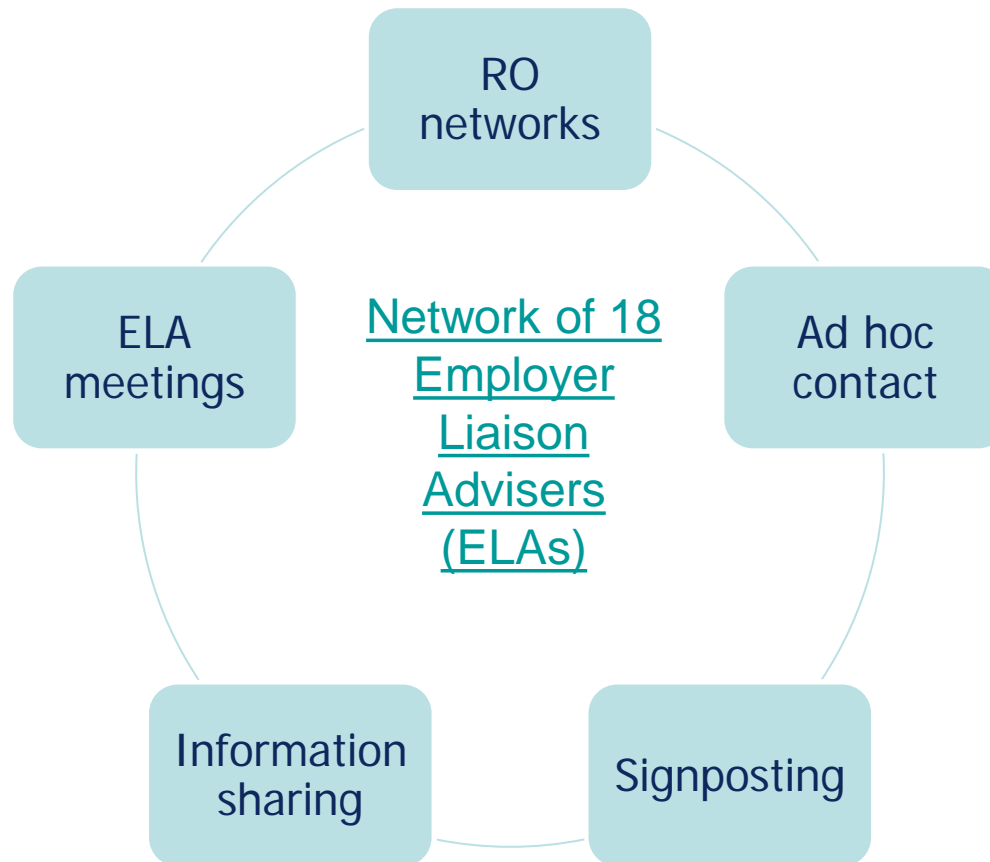 RO
networks
ELA
meetings
Network of 18
Employer
Liaison
Advisers
(ELAs)
Ad hoc
contact
Information
sharing
Signposting